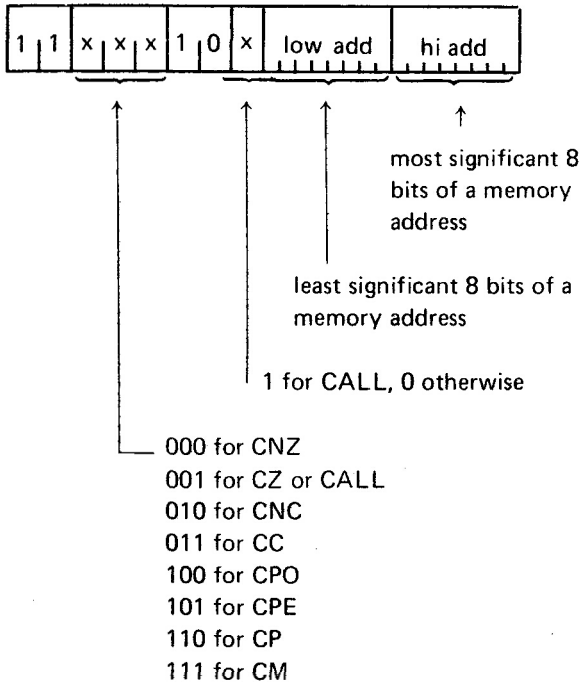 1 1 x x x 1 0 x low add hi add
most significant 8
bits of a memory
address
least significant 8 bits of a
memory address
1 for CALL, 0 otherwise
000 for CNZ
001 for CZ or CALL
010 for CNC
011 for CC
100 for CPO
101 for CPE
110 for CP
111 for CM